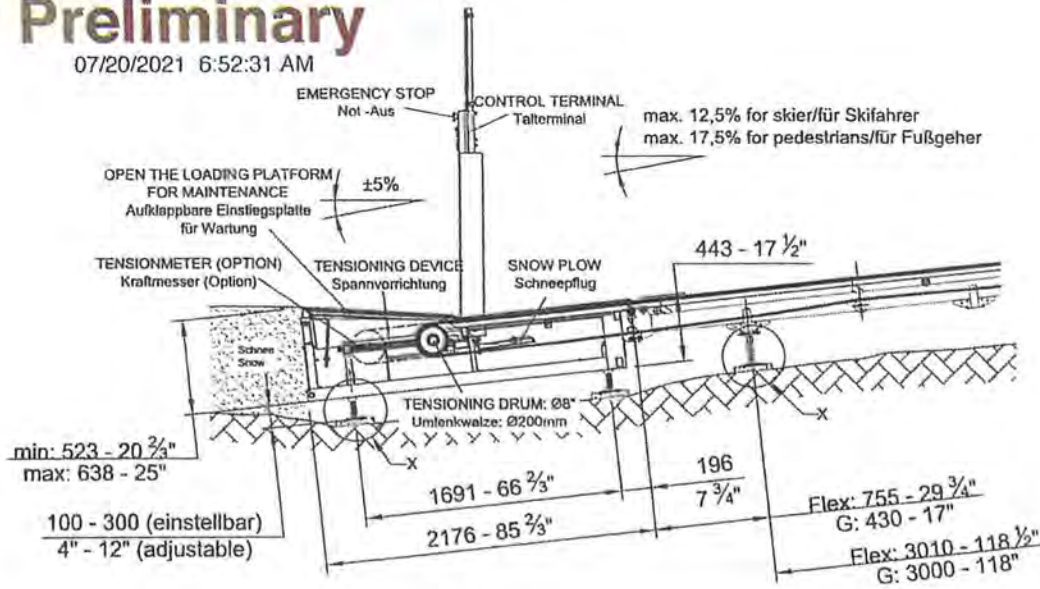 Preliminary
07/20/2021 6:52:31 AM
EMERGENCY STOP
Not -Aus
CONTROL TERMINAL
Talterminal
max. 12,5% for skier/für Skifahrer
max. 17,5% for pedestrians/für Fußgeher
OPEN THE LOADING PLATFORM
FOR MAINTENANCE
Aufklappbare Einstiegsplatte
für Wartung
±5%
443 - 17 ½"
TENSIONMETER (OPTION)
Kraftmesser (Option)
TENSIONING DEVICE
Spannvorrichtung
SNOW PLOW
Schneepflug
Schnee
Snow
TENSIONING DRUM: Ø8"
Umlenkwalze: Ø200mm
X
X
min: 523 - 20 ⅔"
max: 638 - 25"
100 - 300 (einstellbar)
4" - 12" (adjustable)
1691 - 66 ⅔"
196
7 ¾"
2176 - 85 ⅔"
Flex: 755 - 29 ¾"
G: 430 - 17"
Flex: 3010 - 118 ½"
G: 3000 - 118"